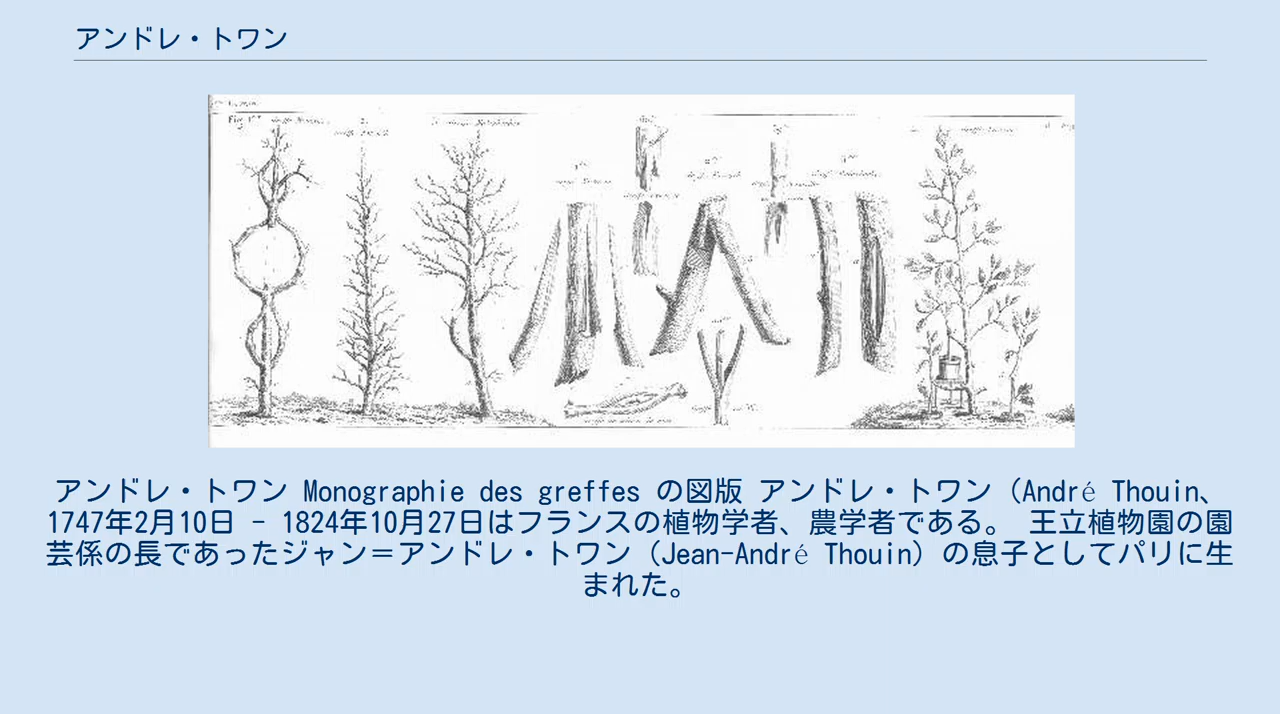 アンドレ・トワン
アンドレ・トワン Monographie des greffes の図版 アンドレ・トワン（André Thouin、
1747年2月10日 - 1824年10月27日はフランスの植物学者、農学者である。 王立植物園の園
芸係の長であったジャン＝アンドレ・トワン（Jean-André Thouin）の息子としてパリに生
まれた。